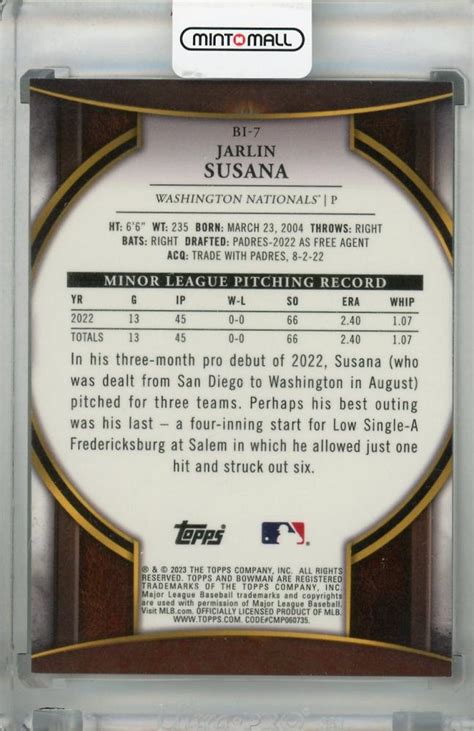 MINTMALL
BI-7
JARLIN
SUSANA
WASHINGTON NATIONALS® | P
HT: 6'6" WT: 235 BORN: MARCH 23, 2004 THROWS: RIGHT
BATS: RIGHT DRAFTED: PADRES-2022 AS FREE AGENT
ACQ: TRADE WITH PADRES, 8-2-22
MINOR LEAGUE PITCHING RECORD
YR G IP W-L SO ERA WHIP
2022 13 45 0-0 66 2.40 1.07
TOTALS 13 45 0-0 66 2.40 1.07
In his three-month pro debut of 2022, Susana (who
was dealt from San Diego to Washington in August)
pitched for three teams. Perhaps his best outing
was his last – a four-inning start for Low Single-A
Fredericksburg at Salem in which he allowed just one
hit and struck out six.
topps
® & © 2023 THE TOPPS COMPANY, INC. ALL RIGHTS
RESERVED. TOPPS AND BOWMAN ARE REGISTERED
TRADEMARKS OF THE TOPPS COMPANY, INC.
Major League Baseball trademarks and copyrights
are used with permission of Major League Baseball.
Visit MLB.com. OFFICIALLY LICENSED PRODUCT OF MLB.
WWW.TOPPS.COM. CODE#CMP060735.